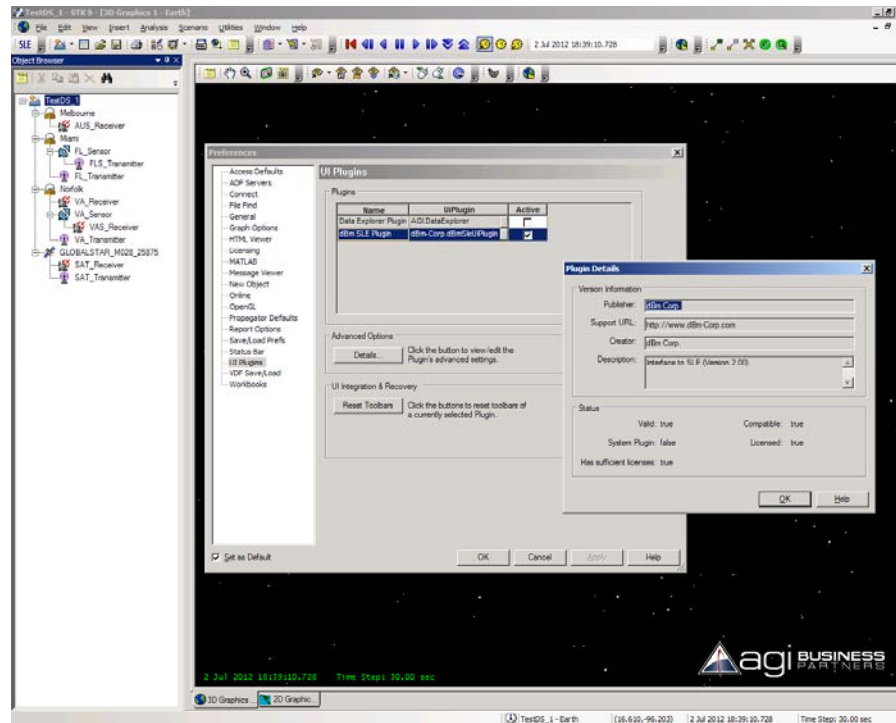 TestDS_1 - STK 9 - [3D Graphics 1 - Earth]
File Edit View Insert Analysis Scenario Utilities Window Help
SLE
2 Jul 2012 18:39:10.728
Object Browser
TestDS_1
Melbourne
AUS_Receiver
Miami
FL_Sensor
FLS_Transmitter
FL_Transmitter
Norfolk
VA_Receiver
VA_Sensor
VAS_Receiver
VA_Transmitter
GLOBALSTAR_M028_25875
SAT_Receiver
SAT_Transmitter
Preferences
Access Defaults
ADF Servers
Connect
File Find
General
Graph Options
HTML Viewer
Licensing
MATLAB
Message Viewer
New Object
Online
OpenGL
Propagator Defaults
Report Options
Save/Load Prefs
Status Bar
UI Plugins
VDF Save/Load
Workbooks
UI Plugins
Plugins
Name UiPlugin Active
Data Explorer Plugin AGI.DataExplorer
dBm SLE Plugin dBm-Corp.dBmSleUiPlugin
Advanced Options
Details... Click the button to view/edit the
Plugin's advanced settings.
UI Integration & Recovery
Reset Toolbars Click the buttons to reset toolbars of
a currently selected Plugin.
Set as Default
OK Cancel Apply Help
Plugin Details
Version Information
Publisher: dBm Corp.
Support URL: http://www.dBm-Corp.com
Creator: dBm Corp.
Description: Interface to SLE (Version 2.00)
Status
Valid: true Compatible: true
System Plugin: false Licensed: true
Has sufficient licenses: true
OK Help
agi BUSINESS
PARTNERS
2 Jul 2012 18:39:10.728 Time Step: 30.00 sec
3D Graphics ... 2D Graphic...
TestDS_1 - Earth (16.610,-96.203) 2 Jul 2012 18:39:10.728 Time Step: 30.00 sec